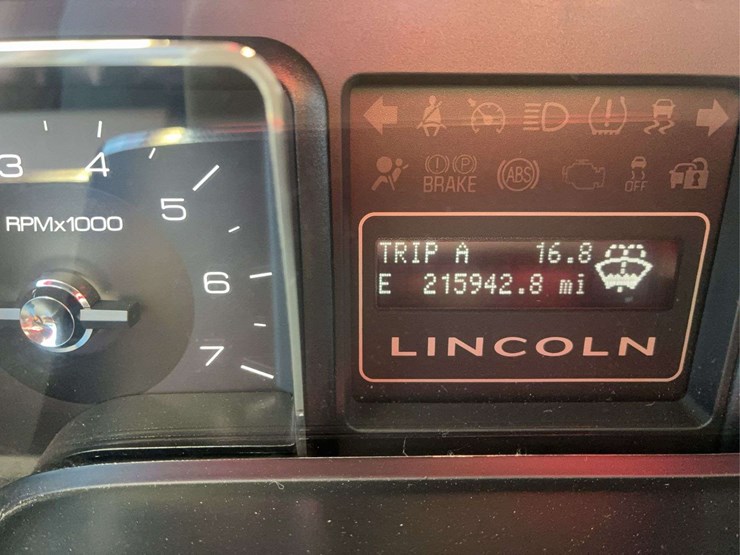 3
4
5
6
7
RPMx1000
BRAKE
ABS
OFF
TRIP A 16.8
E 215942.8 mi
LINCOLN